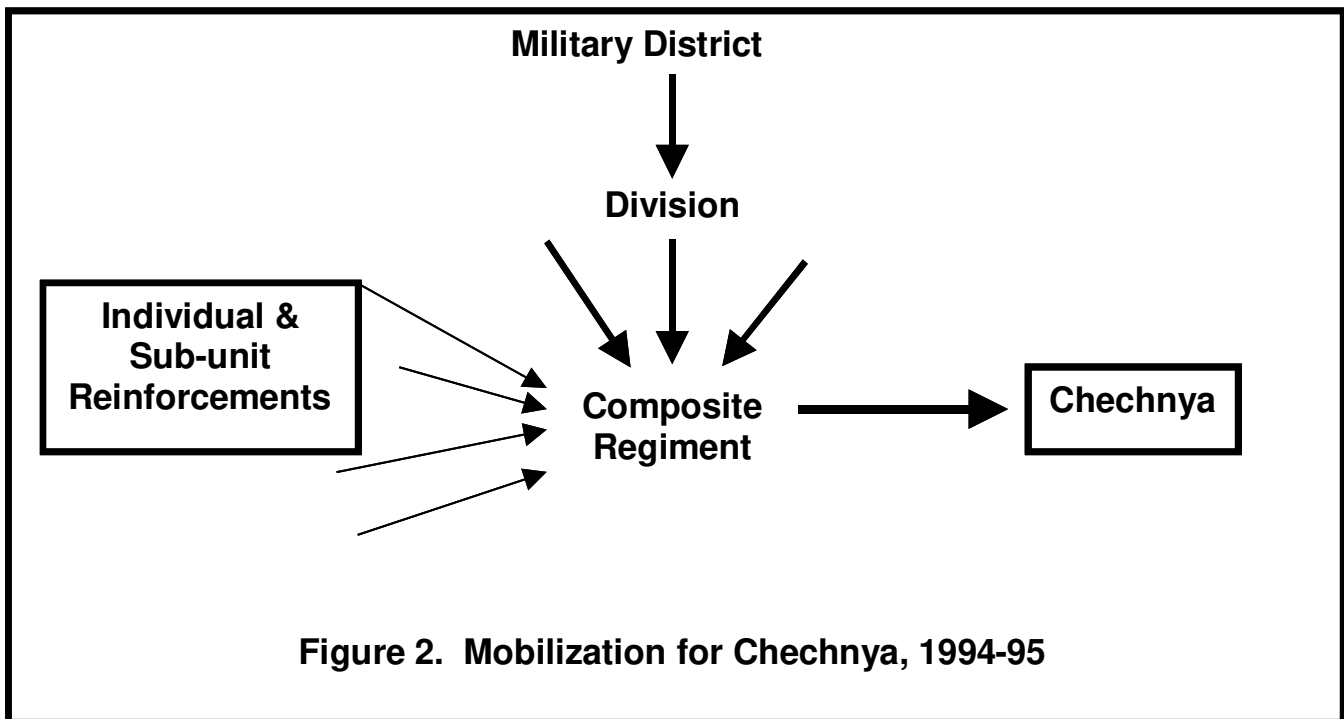 Military District
Division
Individual &
Sub-unit
Reinforcements
Composite
Regiment
Chechnya
Figure 2. Mobilization for Chechnya, 1994-95